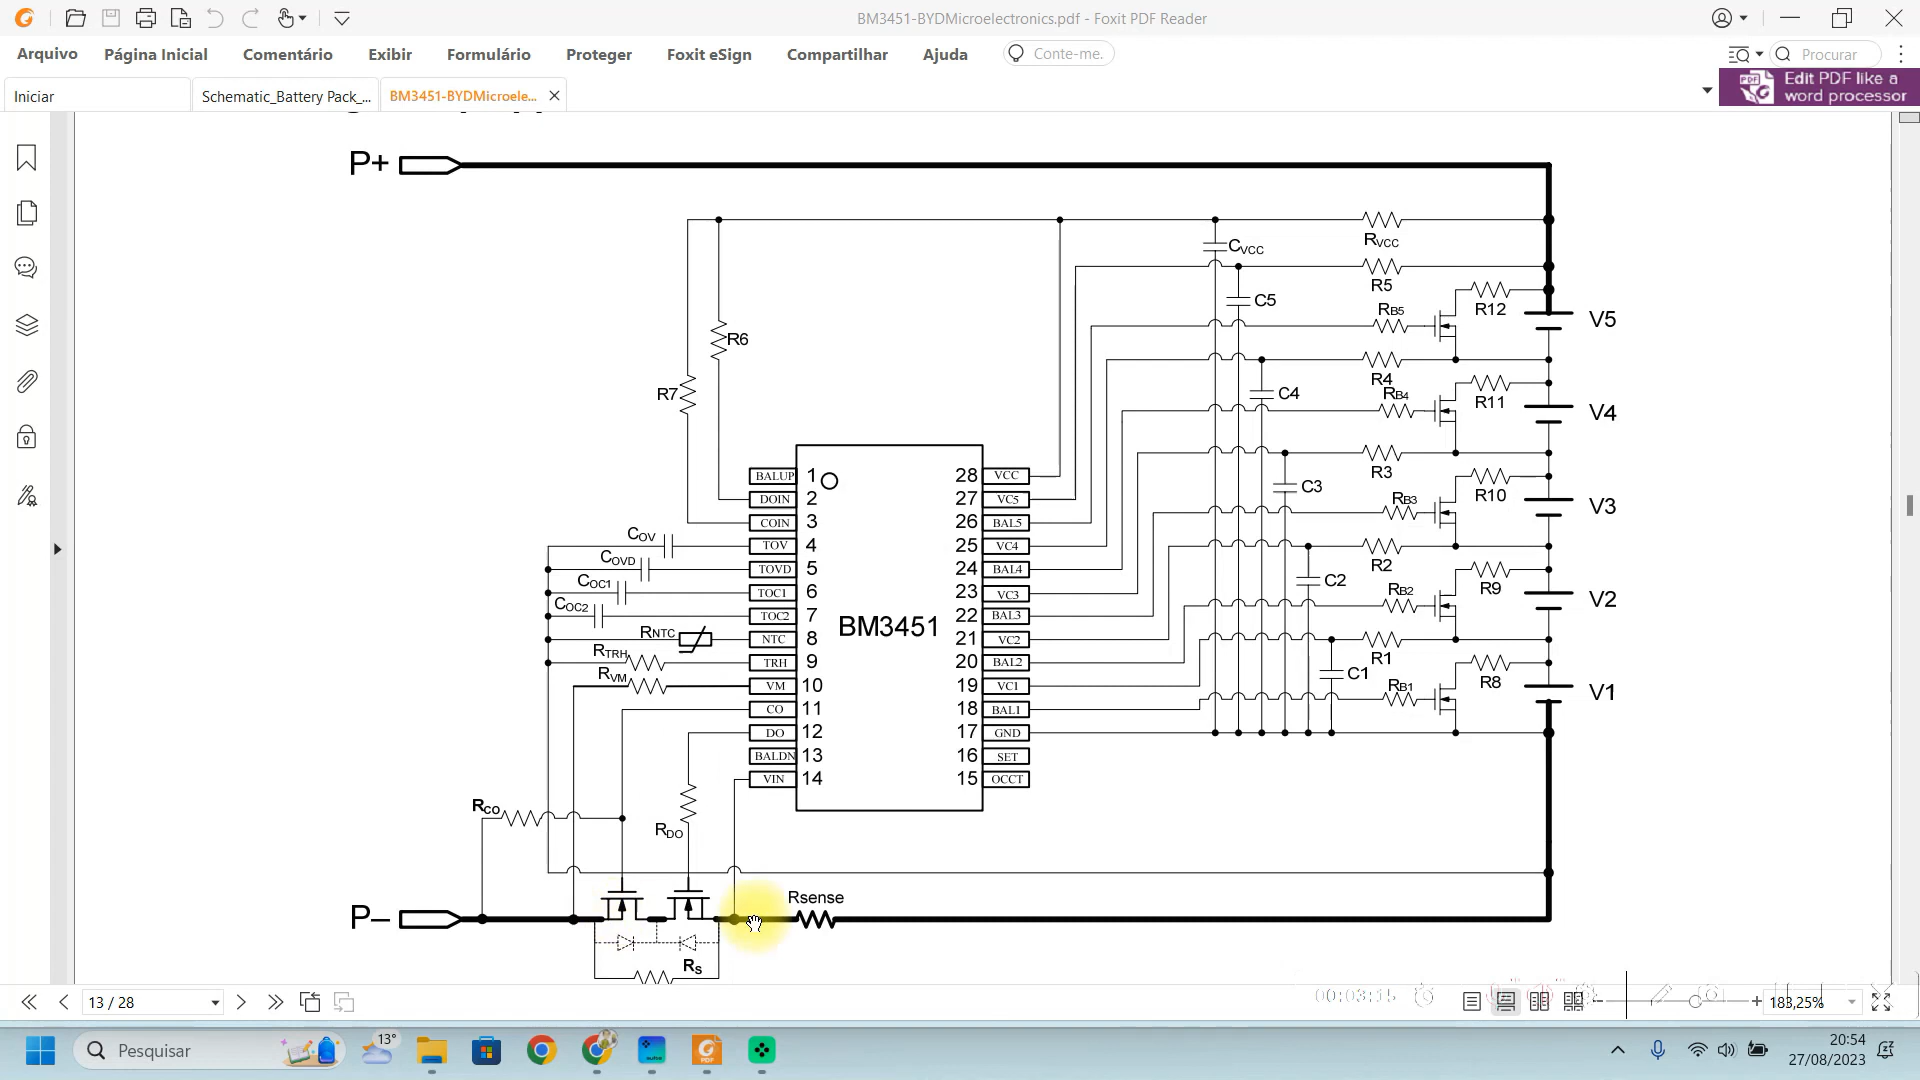 BM3451-BYDMicroelectronics.pdf - Foxit PDF Reader
Arquivo Página Inicial Comentário Exibir Formulário Proteger Foxit eSign Compartilhar Ajuda Conte-me. Procurar
Iniciar Schematic_Battery Pack_... BM3451-BYDMicroele...
Edit PDF like a
word processor
P+
RVCC
CVCC
R5
C5
R12
RB5
V5
R6
R4
RB4
R11
C4
R7
V4
R3
R10
C3
RB3
V3
R2
R9
C2
RB2
V2
R1
R8
C1
RB1
V1
BM3451
BALUP 1
DOIN 2
COIN 3
COV TOV 4
COVD TOVD 5
COC1 TOC1 6
COC2 TOC2 7
RNTC NTC 8
RTRH TRH 9
RVM VM 10
CO 11
DO 12
BALDN 13
VIN 14
28 VCC
27 VC5
26 BAL5
25 VC4
24 BAL4
23 VC3
22 BAL3
21 VC2
20 BAL2
19 VC1
18 BAL1
17 GND
16 SET
15 OCCT
RCO
RDO
Rsense
P–
RS
13 / 28
00:03:15
183,25%
Pesquisar
13°
20:54
27/08/2023